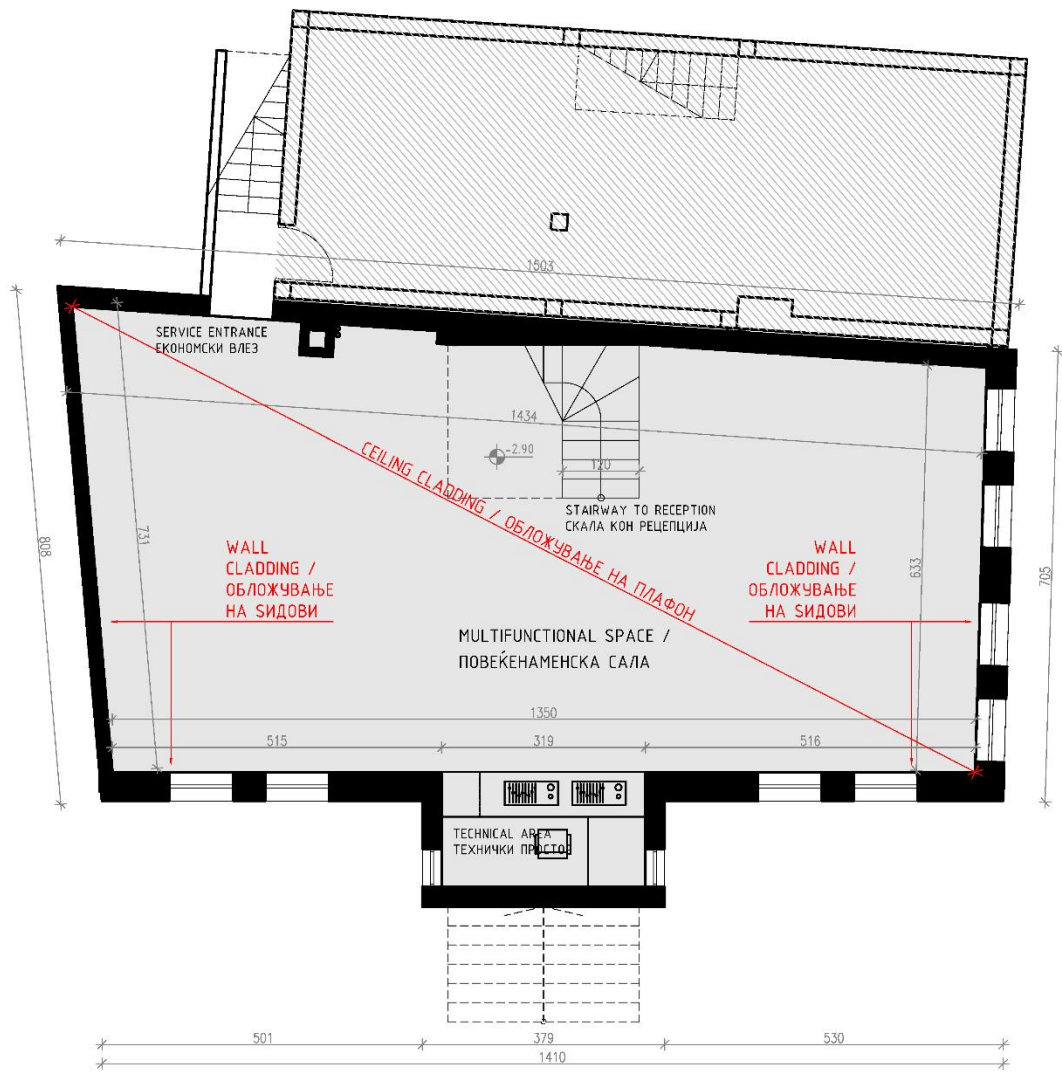 1503
SERVICE ENTRANCE
ЕКОНОМСКИ ВЛЕЗ
1434
-2.90
120
CEILING CLADDING / ОБЛОЖУВАЊЕ НА ПЛАФОН
STAIRWAY TO RECEPTION
СКАЛА КОН РЕЦЕПЦИЈА
808
731
WALL
CLADDING /
ОБЛОЖУВАЊЕ
НА ЅИДОВИ
WALL
CLADDING /
ОБЛОЖУВАЊЕ
НА ЅИДОВИ
633
705
MULTIFUNCTIONAL SPACE /
ПОВЕЌЕНАМЕНСКА САЛА
1350
515
319
516
TECHNICAL AREA
ТЕХНИЧКИ ПРОСТОР
501
379
530
1410